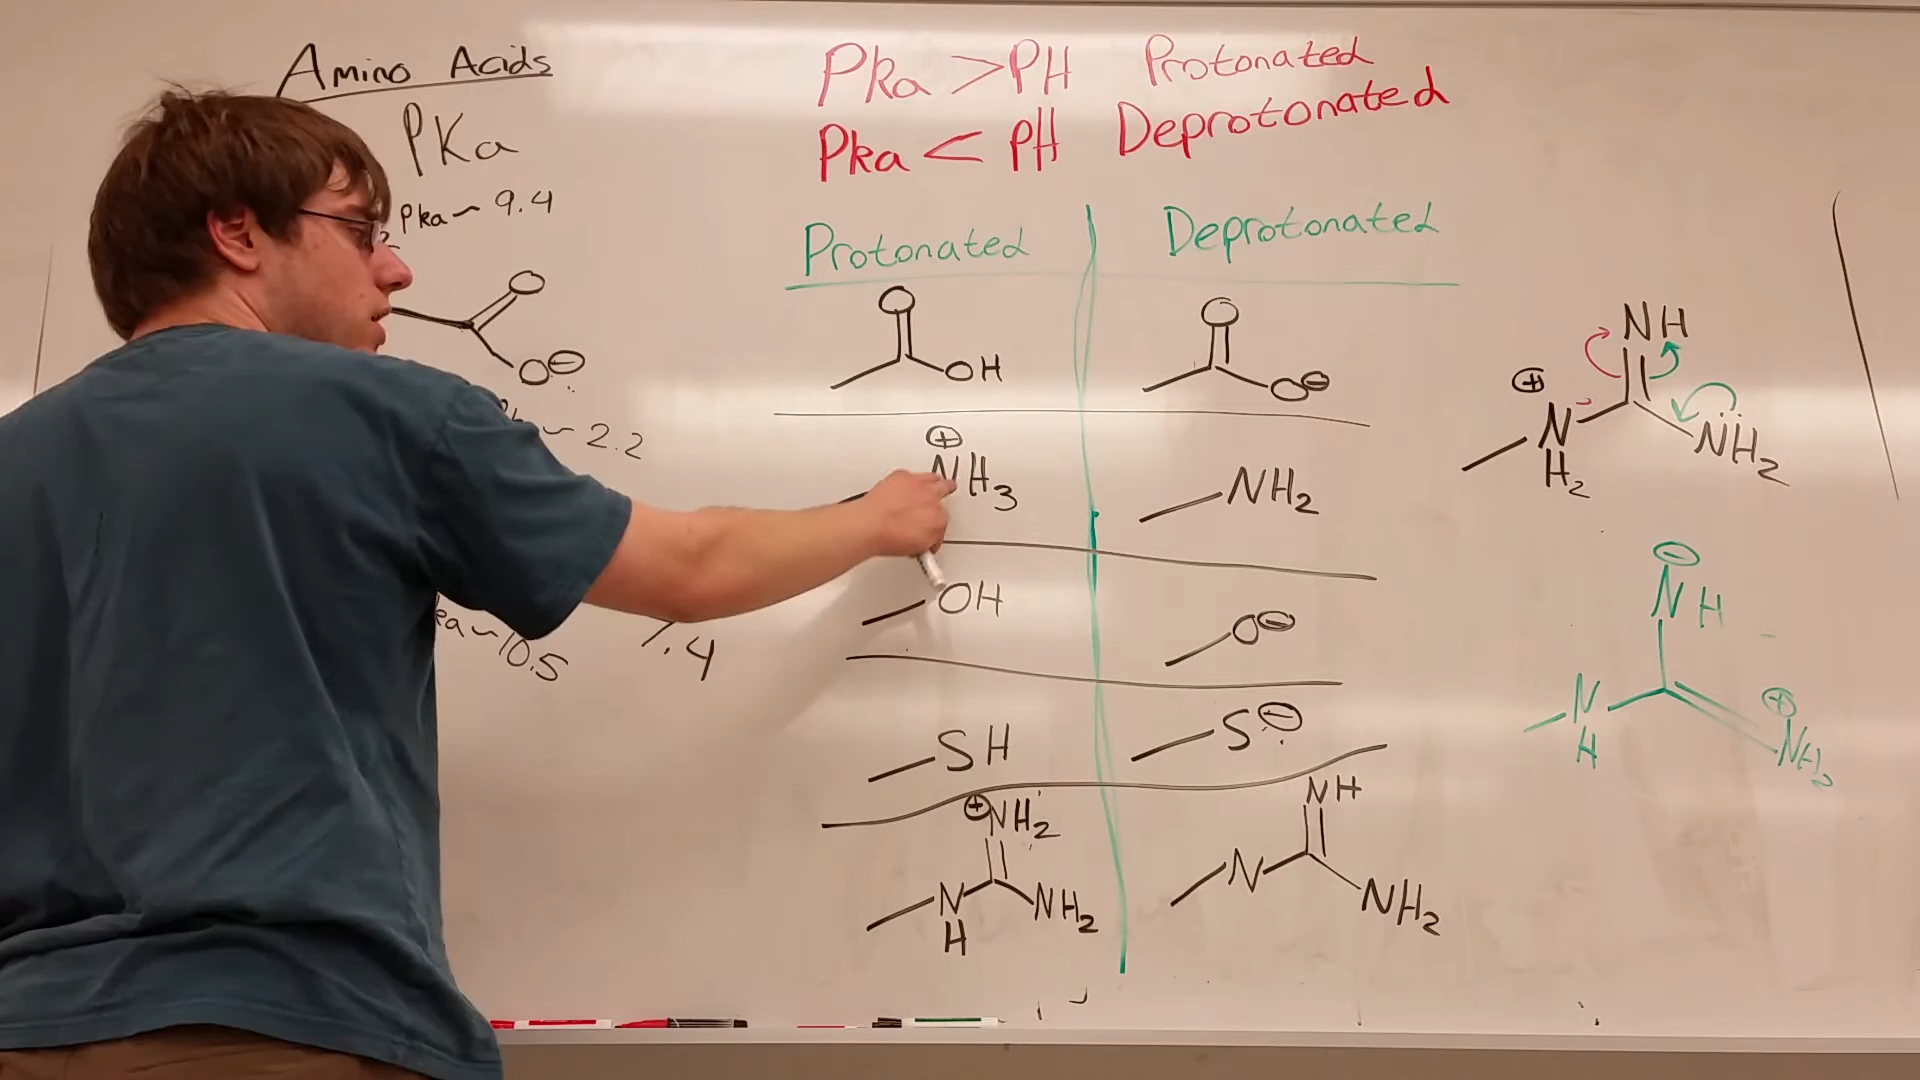 Amino Acids
PKa
Pka ~ 9.4
O
O⊖
~ 2.2
~10.5
7.4
Pka > PH Protonated
Pka < PH Deprotonated
Protonated Deprotonated
O O
OH O⊖
⊕
NH3 NH2
OH O⊖
SH S⊖
⊕NH2 NH
N NH2 N NH2
H
NH
⊕
N NH2
H2
⊖
N H
N ⊕
H NH2